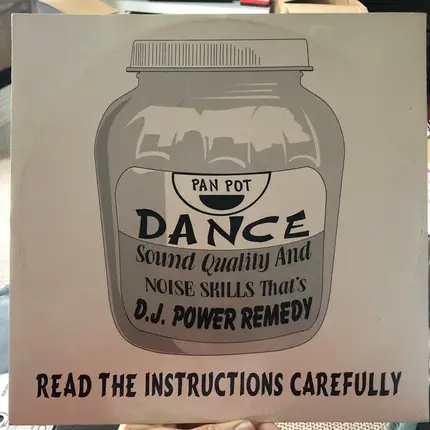 PAN POT
DANCE
Sound Quality And
NOISE SKILLS That's
D.J. POWER REMEDY
READ THE INSTRUCTIONS CAREFULLY